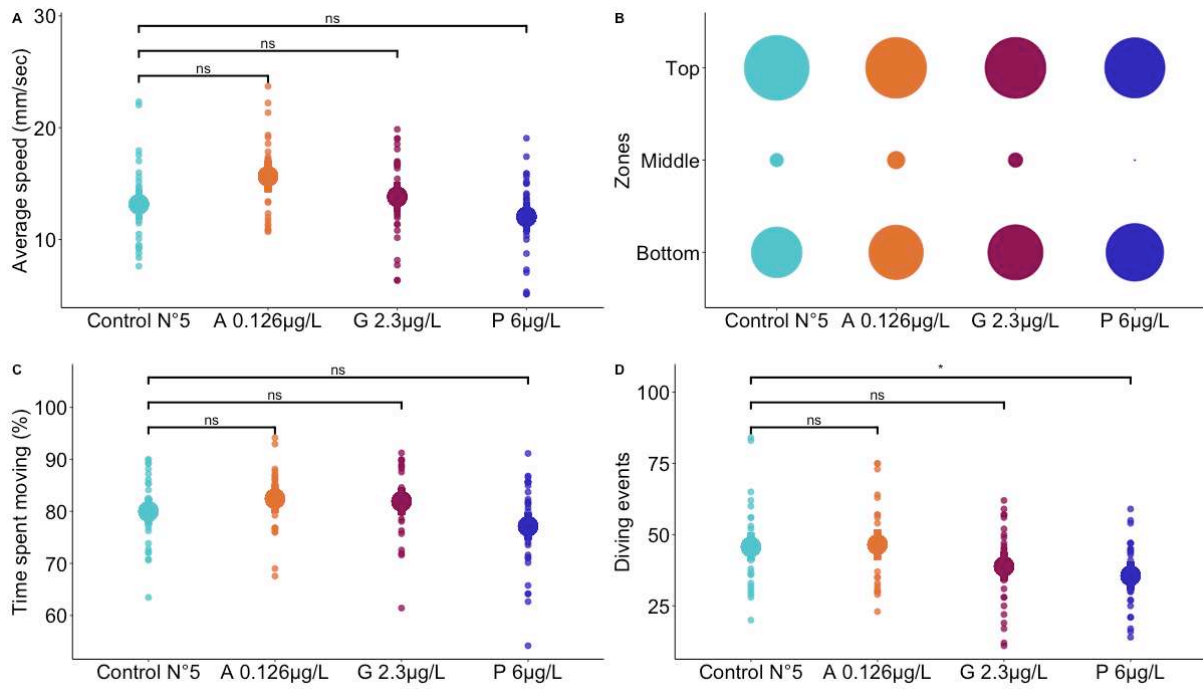 A
Average speed (mm/sec)
30
20
10
ns
ns
ns
Control N°5
A 0.126µg/L
G 2.3µg/L
P 6µg/L
B
Zones
Top
Middle
Bottom
Control N°5
A 0.126µg/L
G 2.3µg/L
P 6µg/L
C
Time spent moving (%)
100
90
80
70
60
ns
ns
ns
Control N°5
A 0.126µg/L
G 2.3µg/L
P 6µg/L
D
Diving events
100
75
50
25
*
ns
ns
Control N°5
A 0.126µg/L
G 2.3µg/L
P 6µg/L